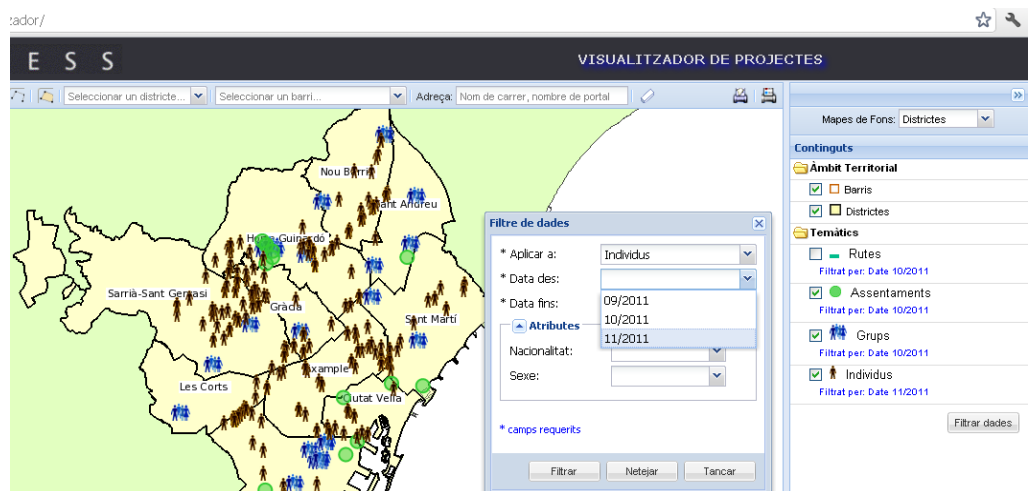 zador/
E S S
VISUALITZADOR DE PROJECTES
Seleccionar un districte...
Seleccionar un barri...
Adreça: Nom de carrer, nombre de portal
Mapes de Fons: Districtes
Continguts
Àmbit Territorial
Barris
Districtes
Temàtics
Rutes
Filtrat per: Date 10/2011
Assentaments
Filtrat per: Date 10/2011
Grups
Filtrat per: Date 10/2011
Individus
Filtrat per: Date 11/2011
Filtrar dades
Nou Barris
Sant Andreu
Horta-Guinardo
Sarrià-Sant Gervasi
Gràcia
Sant Martí
Eixample
Les Corts
Ciutat Vella
Filtre de dades
* Aplicar a: Individus
* Data des:
* Data fins:
09/2011
10/2011
11/2011
Atributes
Nacionalitat:
Sexe:
* camps requerits
Filtrar
Netejar
Tancar